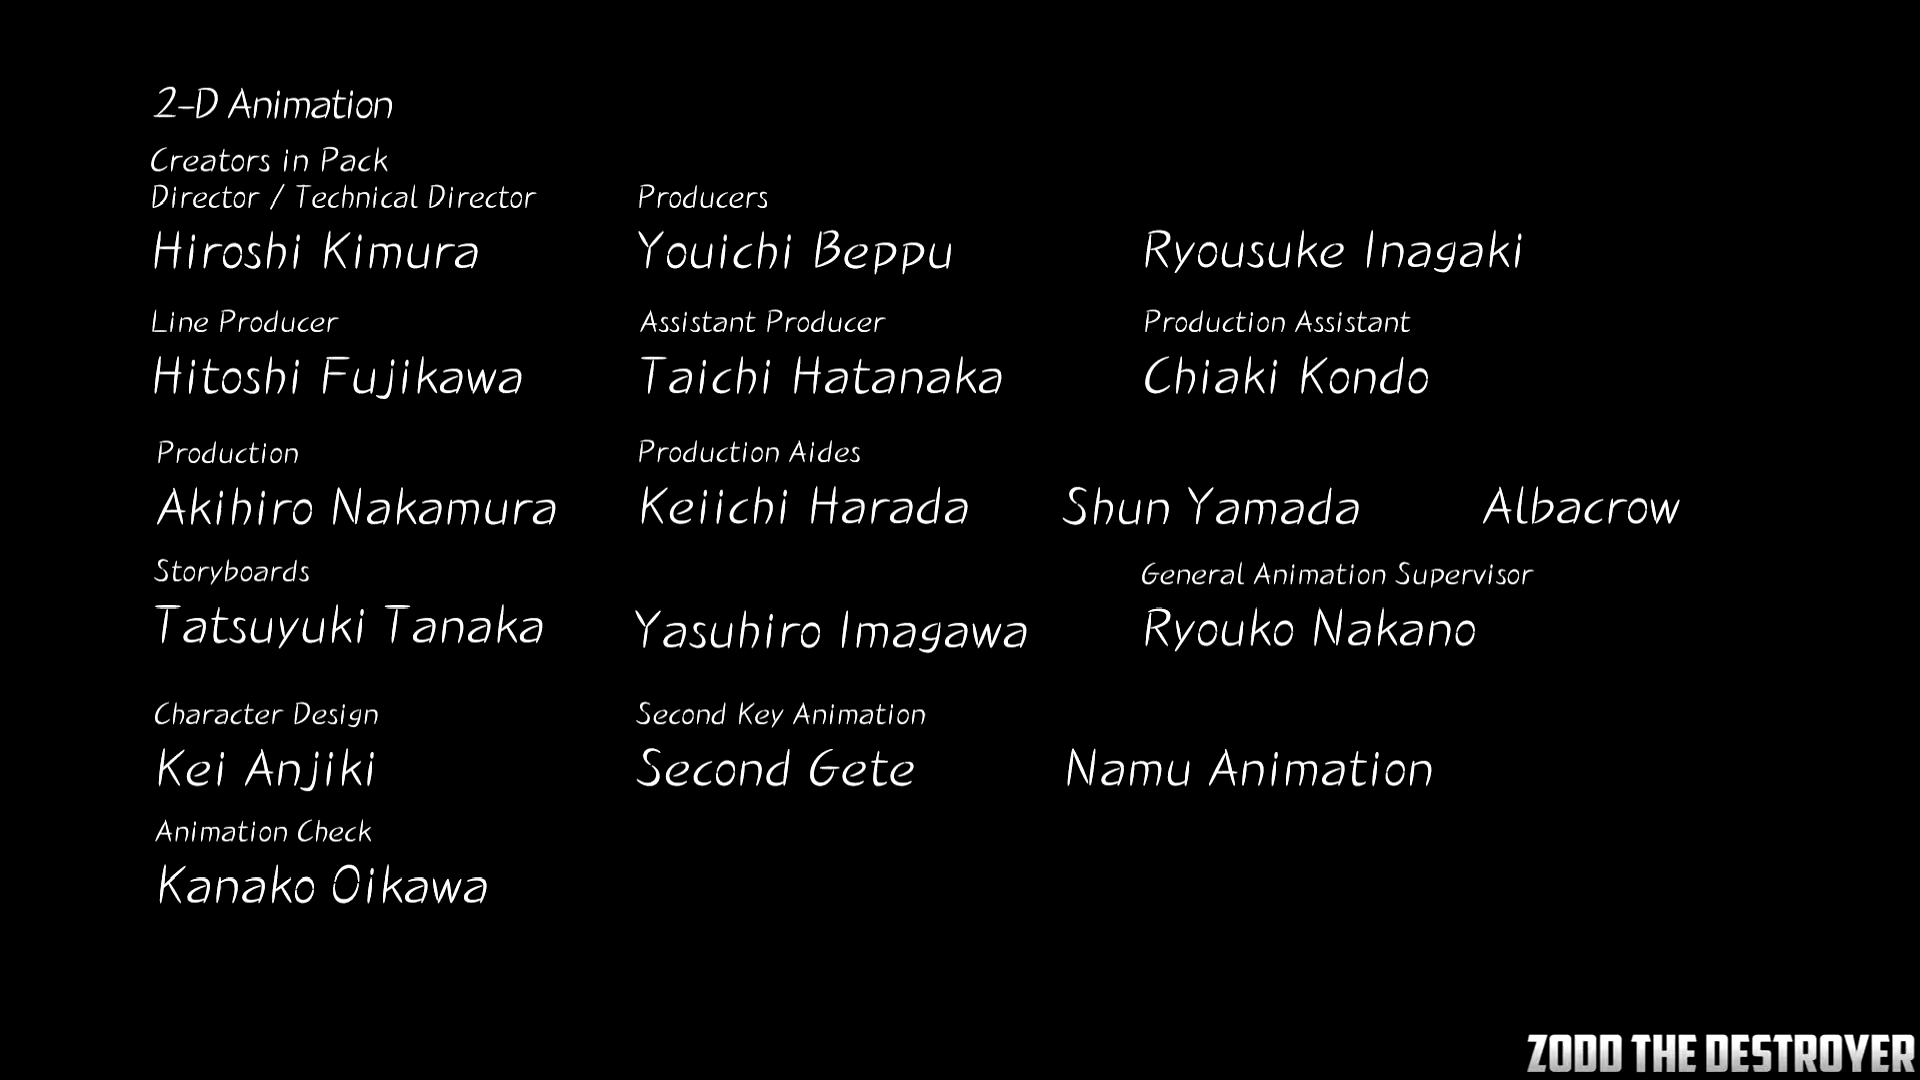 2-D Animation
Creators in Pack
Director / Technical Director Producers
Hiroshi Kimura Youichi Beppu Ryousuke Inagaki
Line Producer Assistant Producer Production Assistant
Hitoshi Fujikawa Taichi Hatanaka Chiaki Kondo
Production Production Aides
Akihiro Nakamura Keiichi Harada Shun Yamada Albacrow
Storyboards General Animation Supervisor
Tatsuyuki Tanaka Yasuhiro Imagawa Ryouko Nakano
Character Design Second Key Animation
Kei Anjiki Second Gete Namu Animation
Animation Check
Kanako Oikawa
ZODD THE DESTROYER